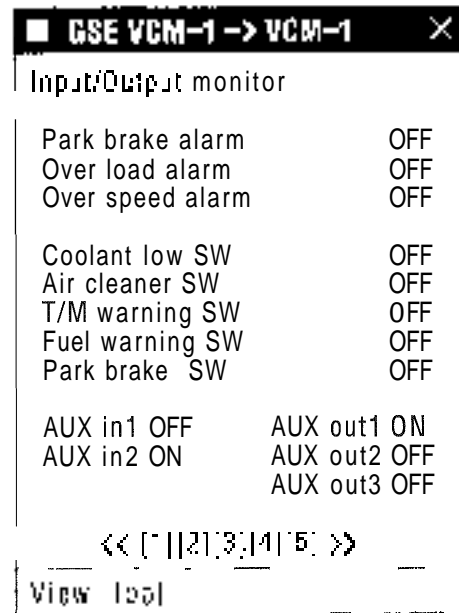 GSE VCM-1 -> VCM-1 ×
Input/Output monitor
Park brake alarm OFF
Over load alarm OFF
Over speed alarm OFF
Coolant low SW OFF
Air cleaner SW OFF
T/M warning SW OFF
Fuel warning SW OFF
Park brake SW OFF
AUX in1 OFF AUX out1 ON
AUX in2 ON AUX out2 OFF
AUX out3 OFF
<< [1][2][3][4][5] >>
View Tool